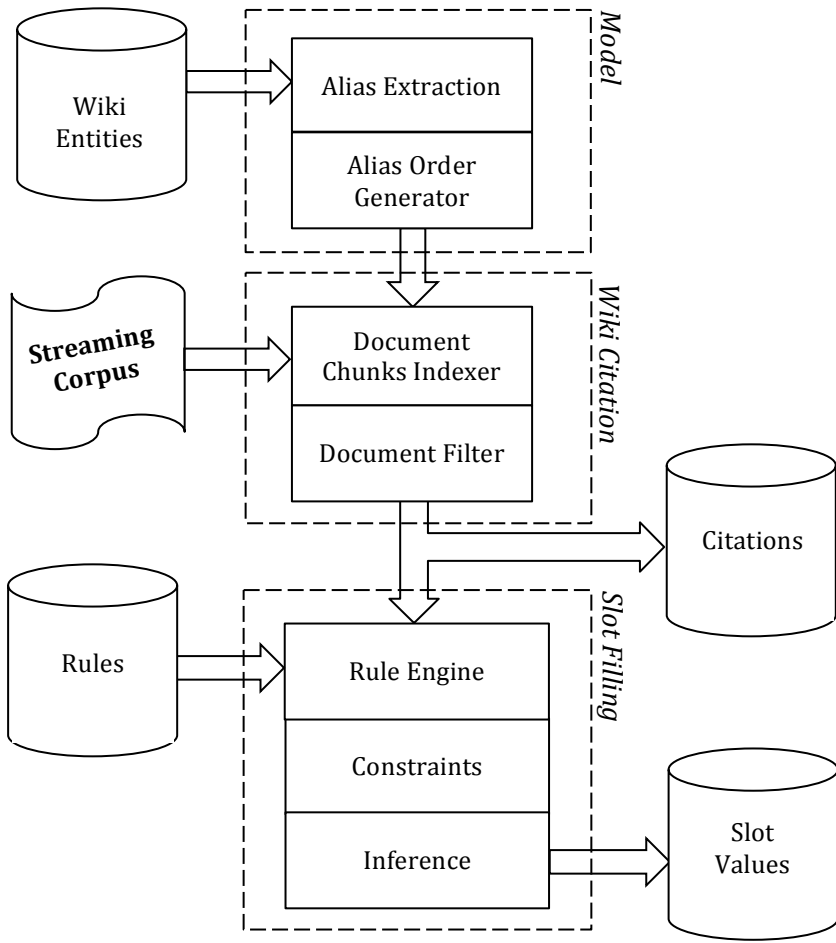 Model
Wiki
Entities
Alias Extraction
Alias Order
Generator
Wiki Citation
Streaming
Corpus
Document
Chunks Indexer
Document Filter
Citations
Slot Filling
Rules
Rule Engine
Constraints
Inference
Slot
Values